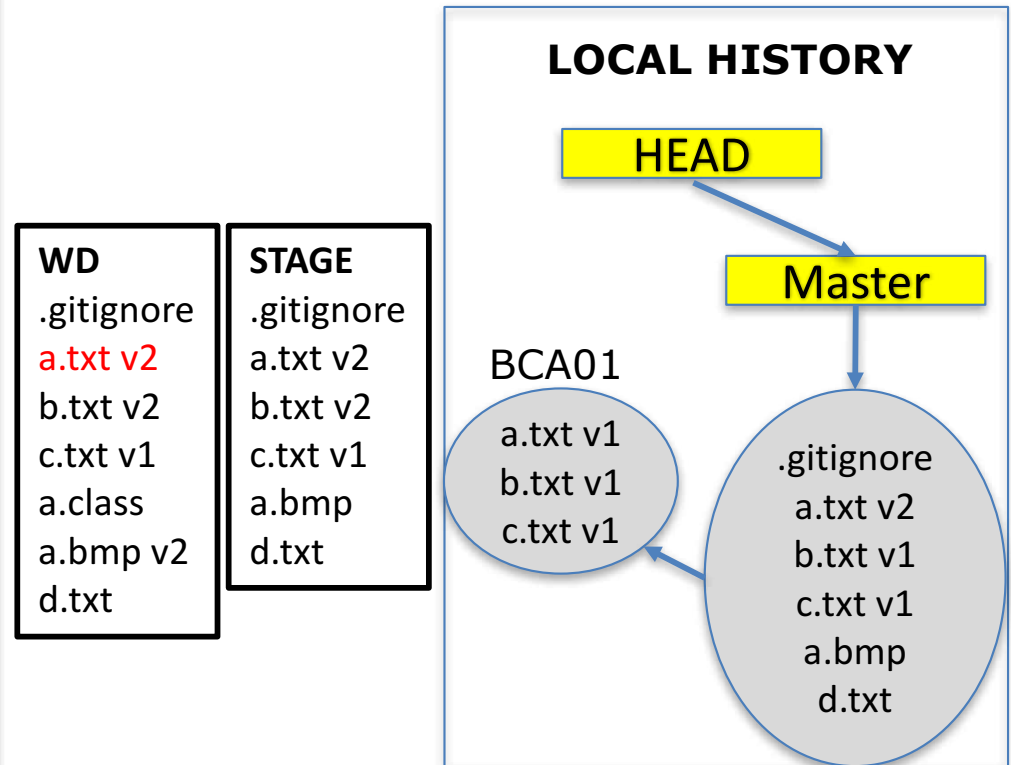 LOCAL HISTORY
HEAD
Master
WD
.gitignore
a.txt v2
b.txt v2
c.txt v1
a.class
a.bmp v2
d.txt
STAGE
.gitignore
a.txt v2
b.txt v2
c.txt v1
a.bmp
d.txt
BCA01
a.txt v1
b.txt v1
c.txt v1
.gitignore
a.txt v2
b.txt v1
c.txt v1
a.bmp
d.txt